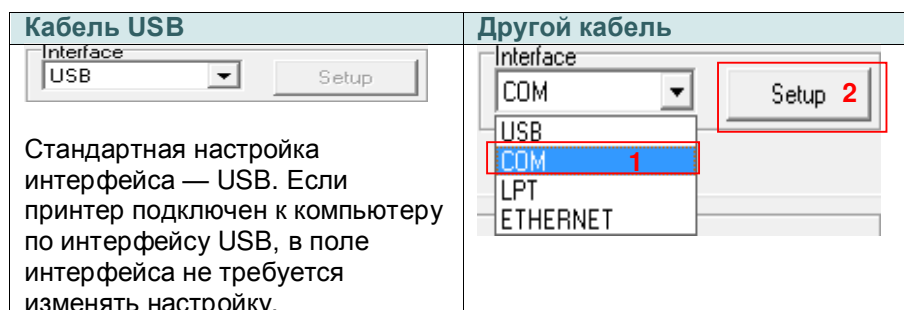 Кабель USB
Interface
USB
Setup
Стандартная настройка
интерфейса — USB. Если
принтер подключен к компьютеру
по интерфейсу USB, в поле
интерфейса не требуется
изменять настройку.
Другой кабель
Interface
COM
Setup 2
USB
COM 1
LPT
ETHERNET